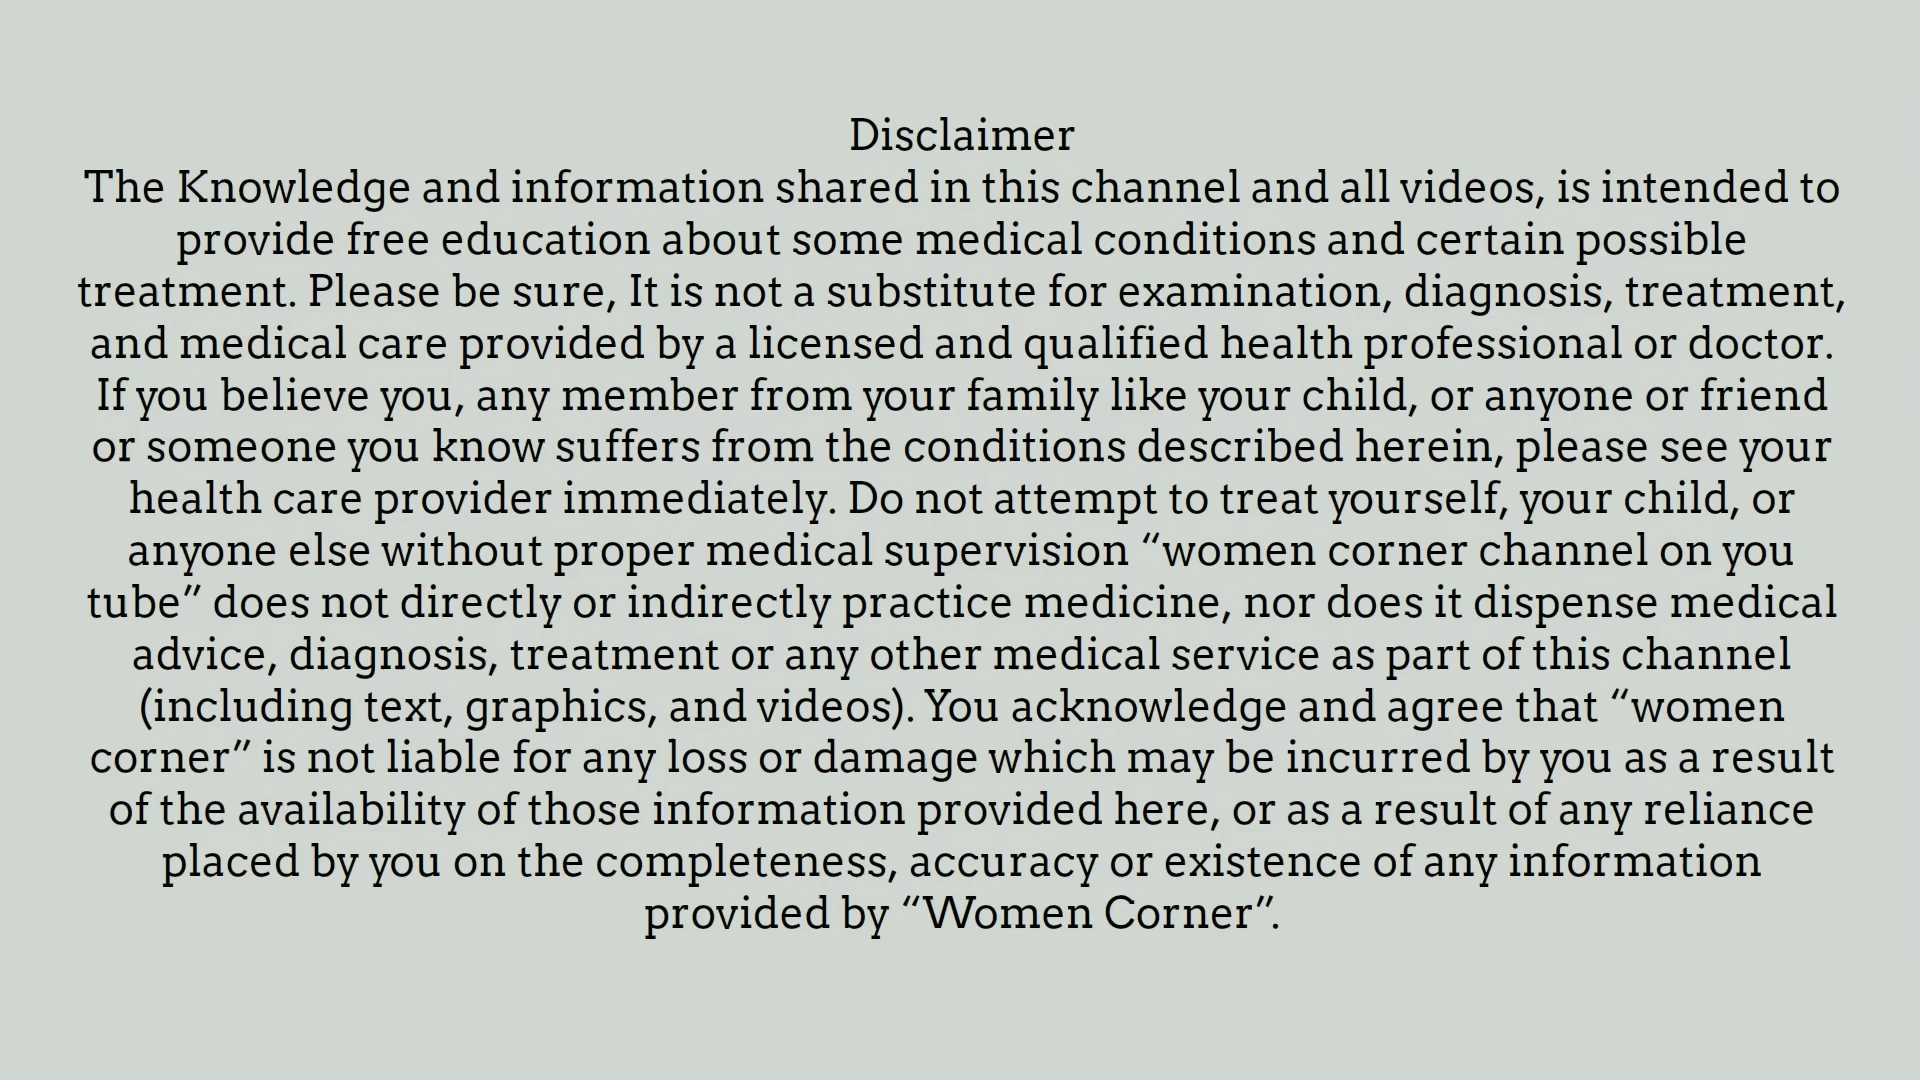 Disclaimer
The Knowledge and information shared in this channel and all videos, is intended to
provide free education about some medical conditions and certain possible
treatment. Please be sure, It is not a substitute for examination, diagnosis, treatment,
and medical care provided by a licensed and qualified health professional or doctor.
If you believe you, any member from your family like your child, or anyone or friend
or someone you know suffers from the conditions described herein, please see your
health care provider immediately. Do not attempt to treat yourself, your child, or
anyone else without proper medical supervision “women corner channel on you
tube” does not directly or indirectly practice medicine, nor does it dispense medical
advice, diagnosis, treatment or any other medical service as part of this channel
(including text, graphics, and videos). You acknowledge and agree that “women
corner” is not liable for any loss or damage which may be incurred by you as a result
of the availability of those information provided here, or as a result of any reliance
placed by you on the completeness, accuracy or existence of any information
provided by “Women Corner”.